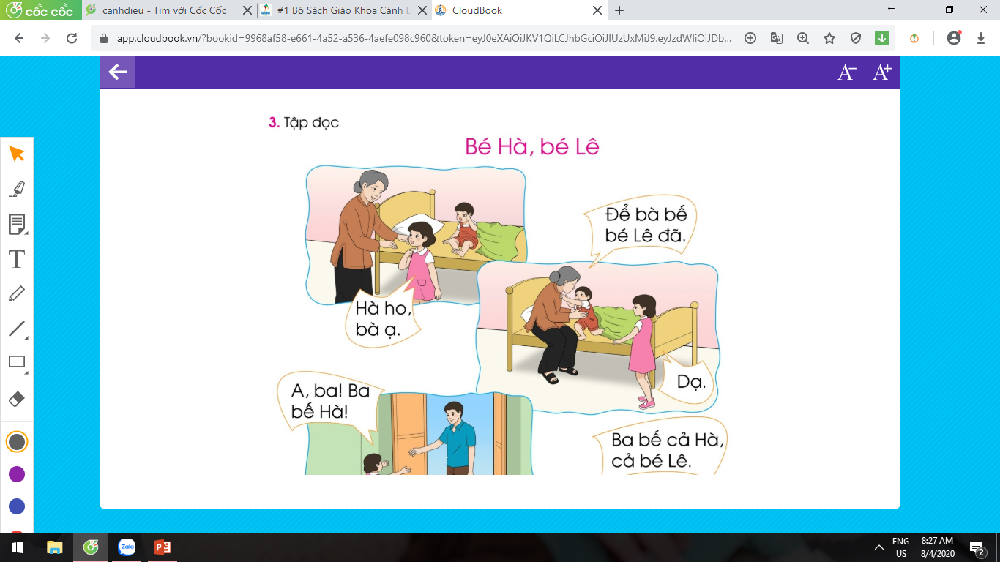 cốc cốc
canhdieu - Tìm với Cốc Cốc
#1 Bộ Sách Giáo Khoa Cánh D
CloudBook
app.cloudbook.vn/?bookid=9968af58-e661-4a52-a536-4aefe098c960&token=eyJ0eXAiOiJKV1QiLCJhbGciOiJIUzUxMiJ9.eyJzdWIiOiJDb...
A- A+
3. Tập đọc
Bé Hà, bé Lê
Để bà bế
bé Lê đã.
Hà ho,
bà ạ.
Dạ.
A, ba! Ba
bế Hà!
Ba bế cả Hà,
cả bé Lê.
T
Zalo
ENG
US
8:27 AM
8/4/2020
2